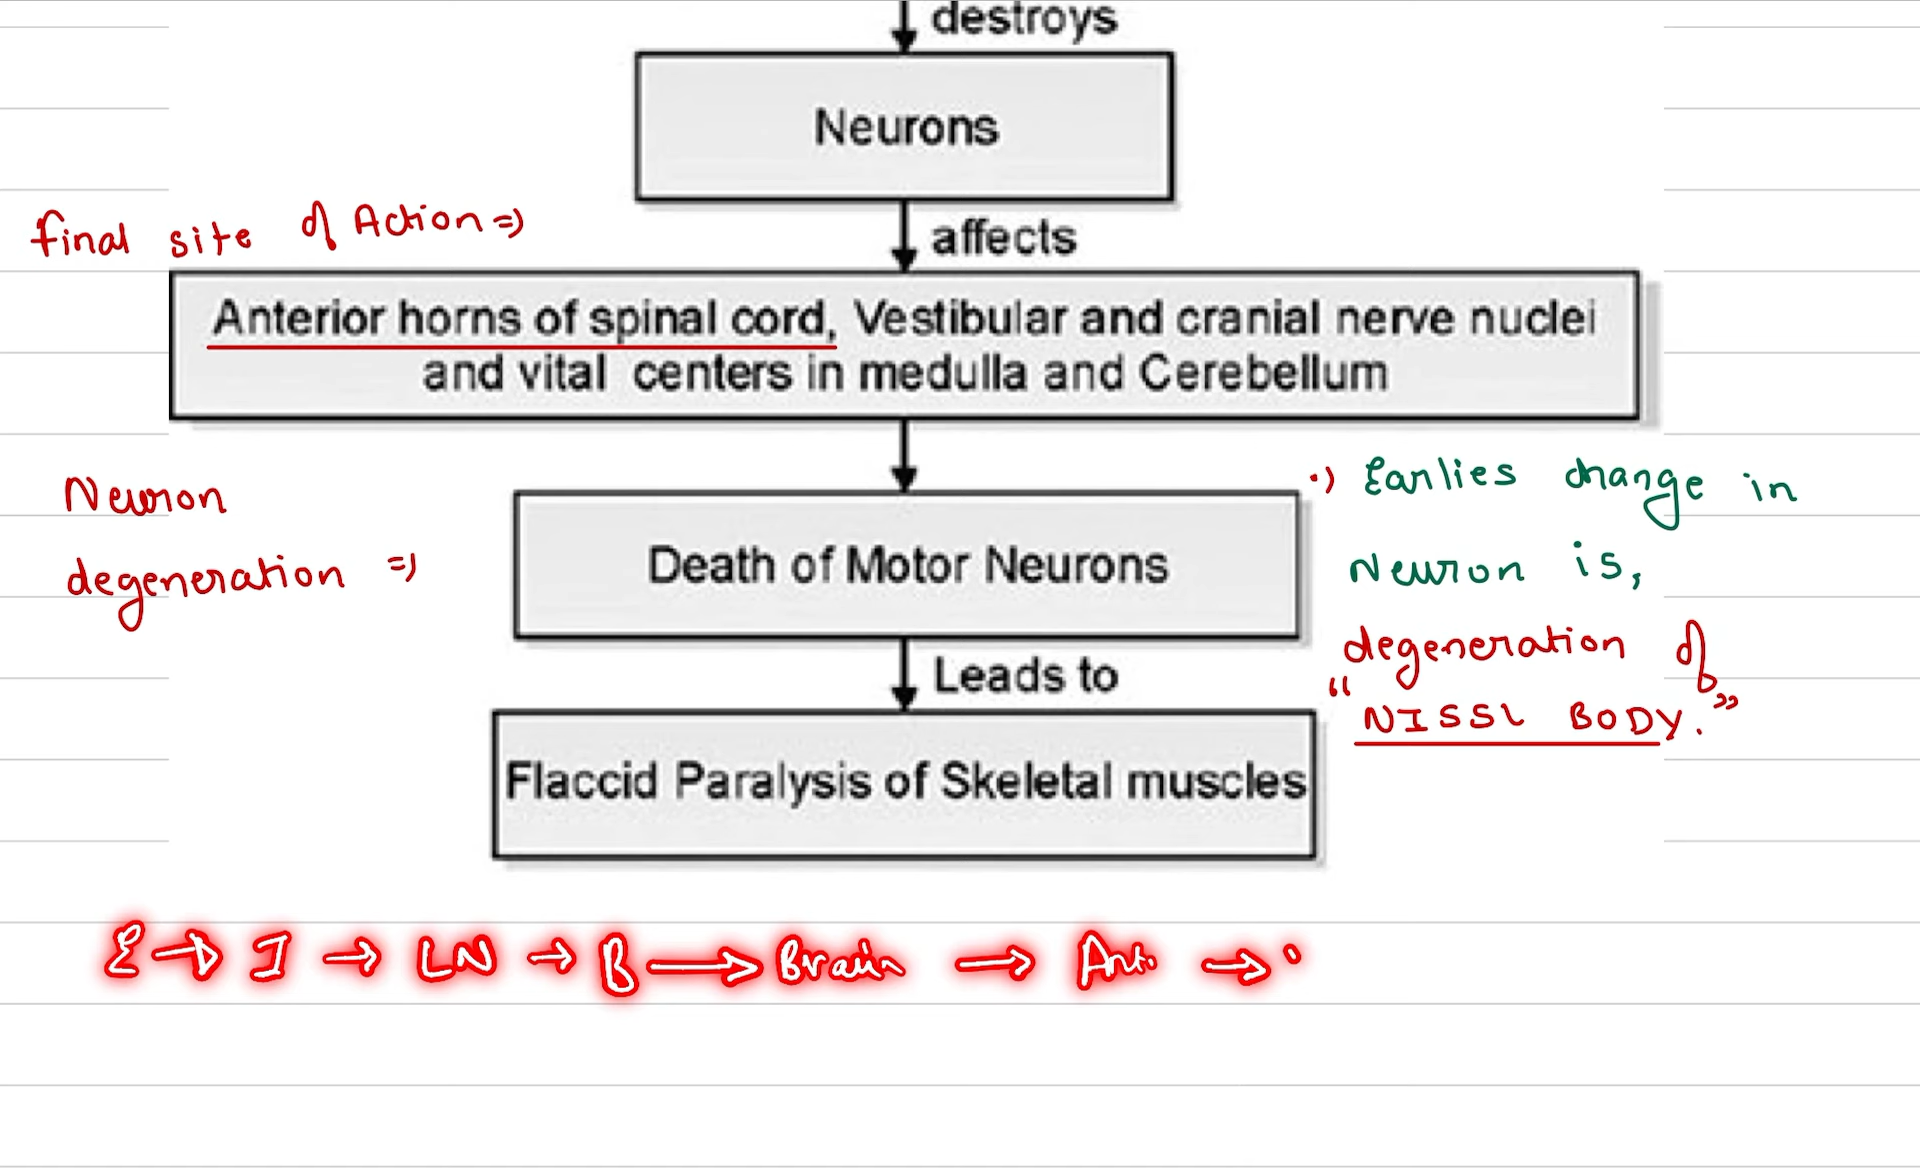 destroys
Neurons
final site of Action =>
affects
Anterior horns of spinal cord, Vestibular and cranial nerve nuclei
and vital centers in medulla and Cerebellum
Neuron
degeneration =>
Death of Motor Neurons
•) Earlies change in
Neuron is,
degeneration of
“NISSL BODY.”
Leads to
Flaccid Paralysis of Skeletal muscles
E → I → LN → B → Brain → Ant. →